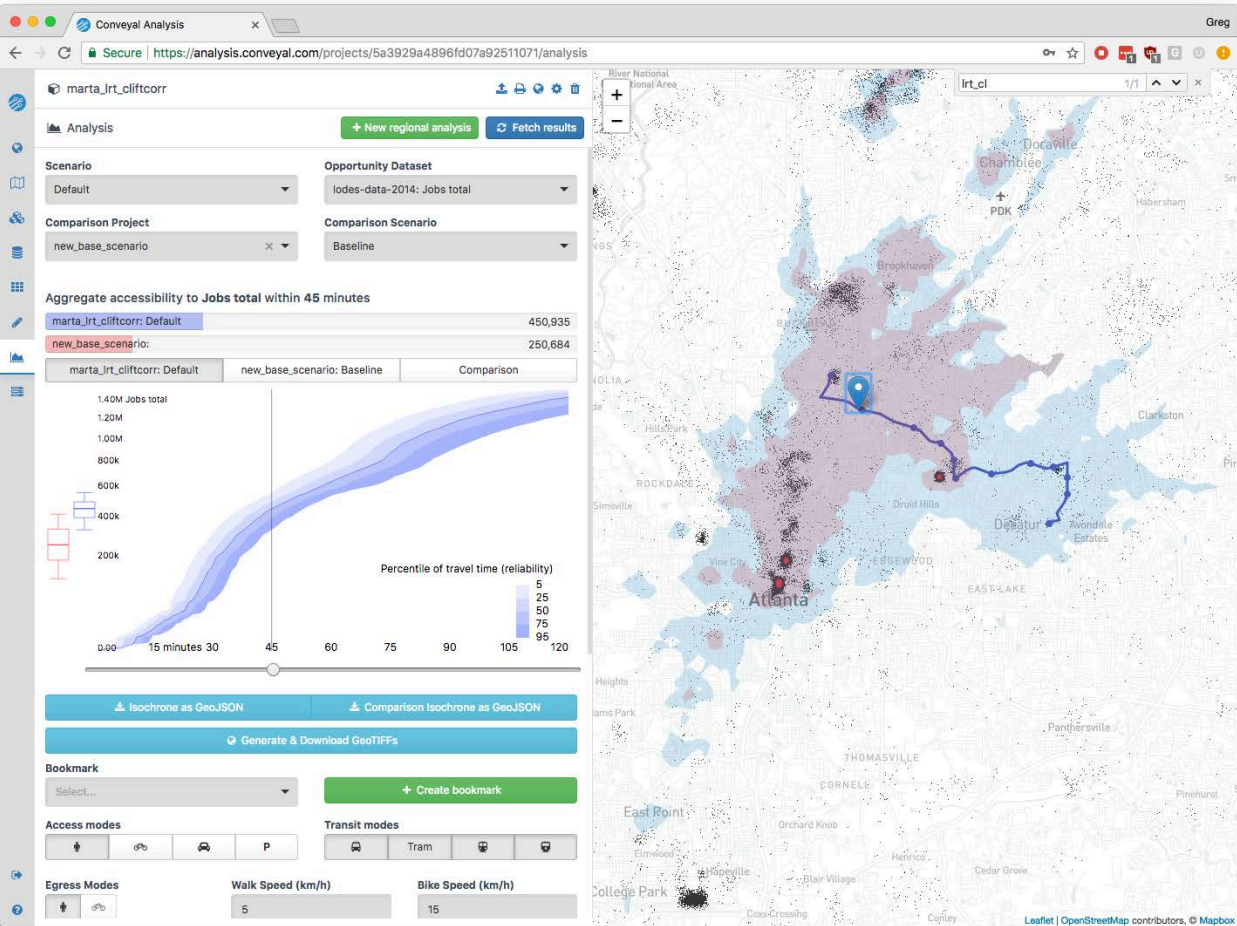 Conveyal Analysis
Greg
Secure | https://analysis.conveyal.com/projects/5a3929a4896fd07a92511071/analysis
1
1
G
marta_lrt_cliftcorr
Analysis
+ New regional analysis
Fetch results
Scenario
Opportunity Dataset
Default
lodes-data-2014: Jobs total
Comparison Project
Comparison Scenario
new_base_scenario ×
Baseline
Aggregate accessibility to Jobs total within 45 minutes
marta_lrt_cliftcorr: Default 450,935
new_base_scenario: 250,684
marta_lrt_cliftcorr: Default
new_base_scenario: Baseline
Comparison
1.40M Jobs total
1.20M
1.00M
800k
600k
400k
200k
Percentile of travel time (reliability)
5
25
50
75
95
0.00 15 minutes 30 45 60 75 90 105 120
Isochrone as GeoJSON
Comparison Isochrone as GeoJSON
Generate & Download GeoTIFFs
Bookmark
Select...
+ Create bookmark
Access modes
Transit modes
P
Tram
Egress Modes
Walk Speed (km/h)
Bike Speed (km/h)
5
15
+
−
River National
lrt_cl 1/1 ×
Doraville
Chamblee
PDK
Habersham
Brookhaven
Clarkston
Hills Park
ROCKDALE
Simsville
Druid Hills
Decatur
Avondale
Estates
Vine City
EDGEWOOD
EAST LAKE
Atlanta
Heights
Panthersville
THOMASVILLE
CORNELL
Pinehurst
East Point
Orchard Knob
Elmwood
Henrico
Hapeville
Blair Village
Cedar Grove
College Park
Coxs Crossing
Conley
Leaflet | OpenStreetMap contributors, © Mapbox